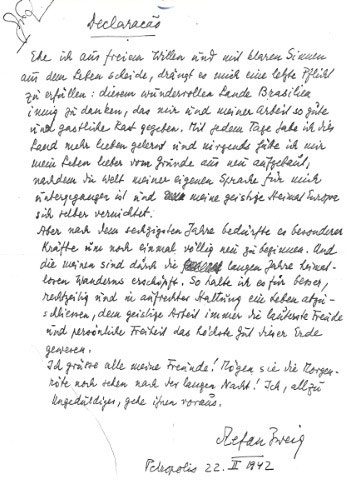 Declaracão
Ehe ich aus freiem Willen und mit klaren Sinnen
aus dem Leben scheide, drängt es mich eine letzte Pflicht
zu erfüllen: diesem wundervollen Lande Brasilien
innig zu danken, das mir und meiner Arbeit so gute
und gastliche Rast gegeben. Mit jedem Tage habe ich dies
Land mehr lieben gelernt und nirgends hätte ich mir
mein Leben lieber vom Grunde aus neu aufgebaut,
nachdem die Welt meiner eigenen Sprache für mich
untergegangen ist und meine geistige Heimat Europa
sich selber vernichtet.
Aber nach dem sechzigsten Jahre bedürfte es besonderer
Kräfte um noch einmal völlig neu zu beginnen. Und
die meinen sind durch die langen Jahre heimat-
losen Wanderns erschöpft. So halte ich es für besser,
rechtzeitig und in aufrechter Haltung ein Leben abzu-
schliessen, dem geistige Arbeit immer die lauterste Freude
und persönliche Freiheit das höchste Gut dieser Erde
gewesen.
Ich grüsse alle meine Freunde! Mögen sie die Morgen-
röte noch sehen nach der langen Nacht! Ich, allzu
Ungeduldiger, gehe ihnen voraus.
Stefan Zweig
Petropolis 22. II 1942